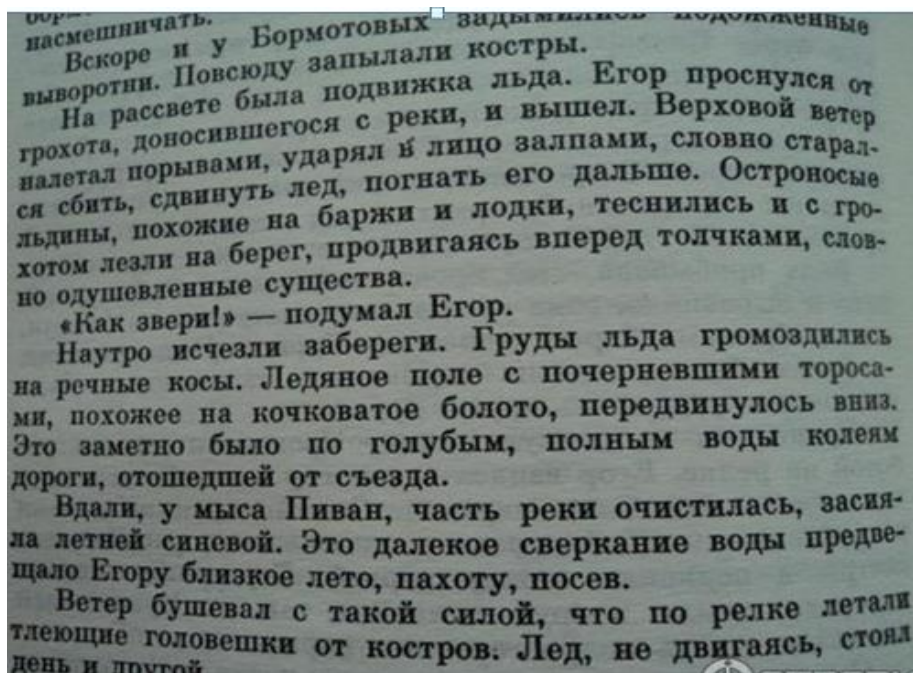 насмешничать.
Вскоре и у Бормотовых задымились подожженные
выворотни. Повсюду запылали костры.
На рассвете была подвижка льда. Егор проснулся от
грохота, доносившегося с реки, и вышел. Верховой ветер
налетал порывами, ударял в лицо залпами, словно старал-
ся сбить, сдвинуть лед, погнать его дальше. Остроносые
льдины, похожие на баржи и лодки, теснились и с гро-
хотом лезли на берег, продвигаясь вперед толчками, слов-
но одушевленные существа.
«Как звери!» — подумал Егор.
Наутро исчезли забереги. Груды льда громоздились
на речные косы. Ледяное поле с почерневшими тороса-
ми, похожее на кочковатое болото, передвинулось вниз.
Это заметно было по голубым, полным воды колеям
дороги, отошедшей от съезда.
Вдали, у мыса Пиван, часть реки очистилась, засия-
ла летней синевой. Это далекое сверкание воды предве-
щало Егору близкое лето, пахоту, посев.
Ветер бушевал с такой силой, что по релке летали
тлеющие головешки от костров. Лед, не двигаясь, стоял
день и другой